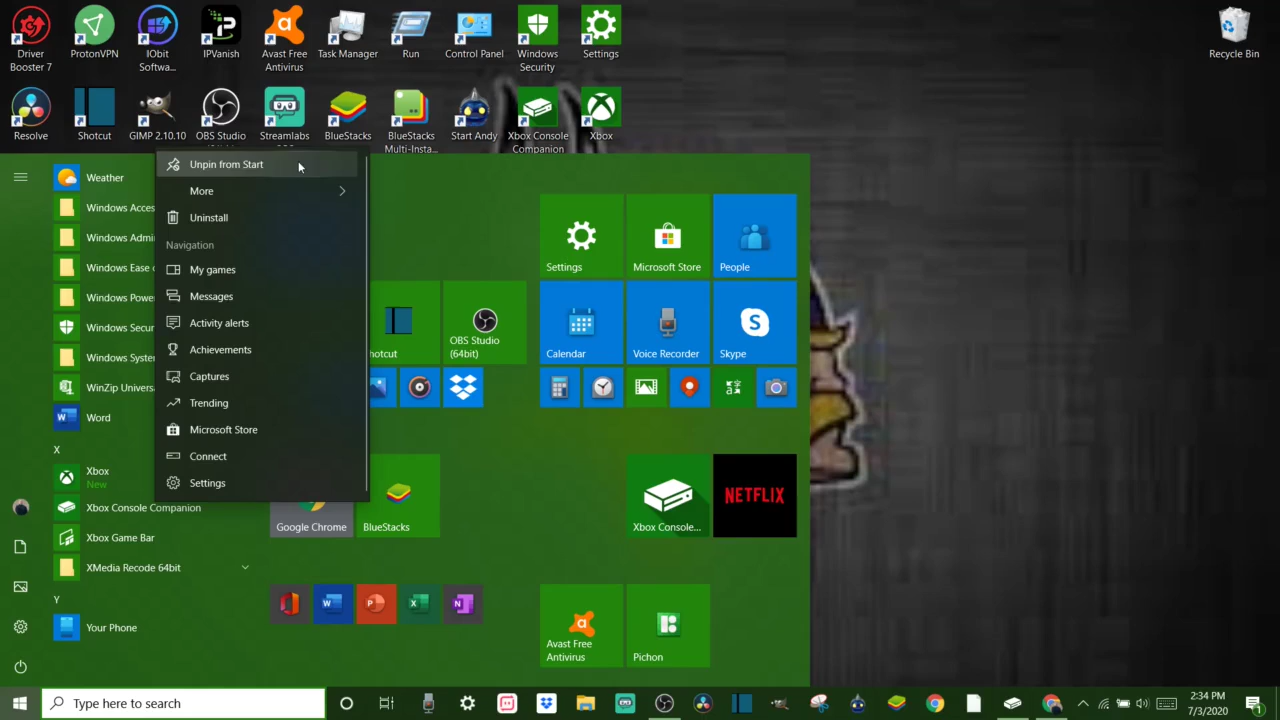 Driver
Booster 7
ProtonVPN
IObit
Softwa...
IPVanish
Avast Free
Antivirus
Task Manager
Run
Control Panel
Windows
Security
Settings
Recycle Bin
Resolve
Shotcut
GIMP 2.10.10
OBS Studio
Streamlabs
BlueStacks
BlueStacks
Multi-Insta...
Start Andy
Xbox Console
Companion
Xbox
Weather
Windows Acces
Windows Admi
Windows Ease o
Windows Power
Windows Secur
Windows Syste
WinZip Univers
Word
X
Xbox
New
Xbox Console Companion
Xbox Game Bar
XMedia Recode 64bit
Y
Your Phone
Unpin from Start
More
Uninstall
Navigation
My games
Messages
Activity alerts
Achievements
Captures
Trending
Microsoft Store
Connect
Settings
hotcut
OBS Studio
(64bit)
Google Chrome
BlueStacks
Settings
Microsoft Store
People
Calendar
Voice Recorder
Skype
Xbox Console...
NETFLIX
Avast Free
Antivirus
Pichon
Type here to search
2:34 PM
7/3/2020
1